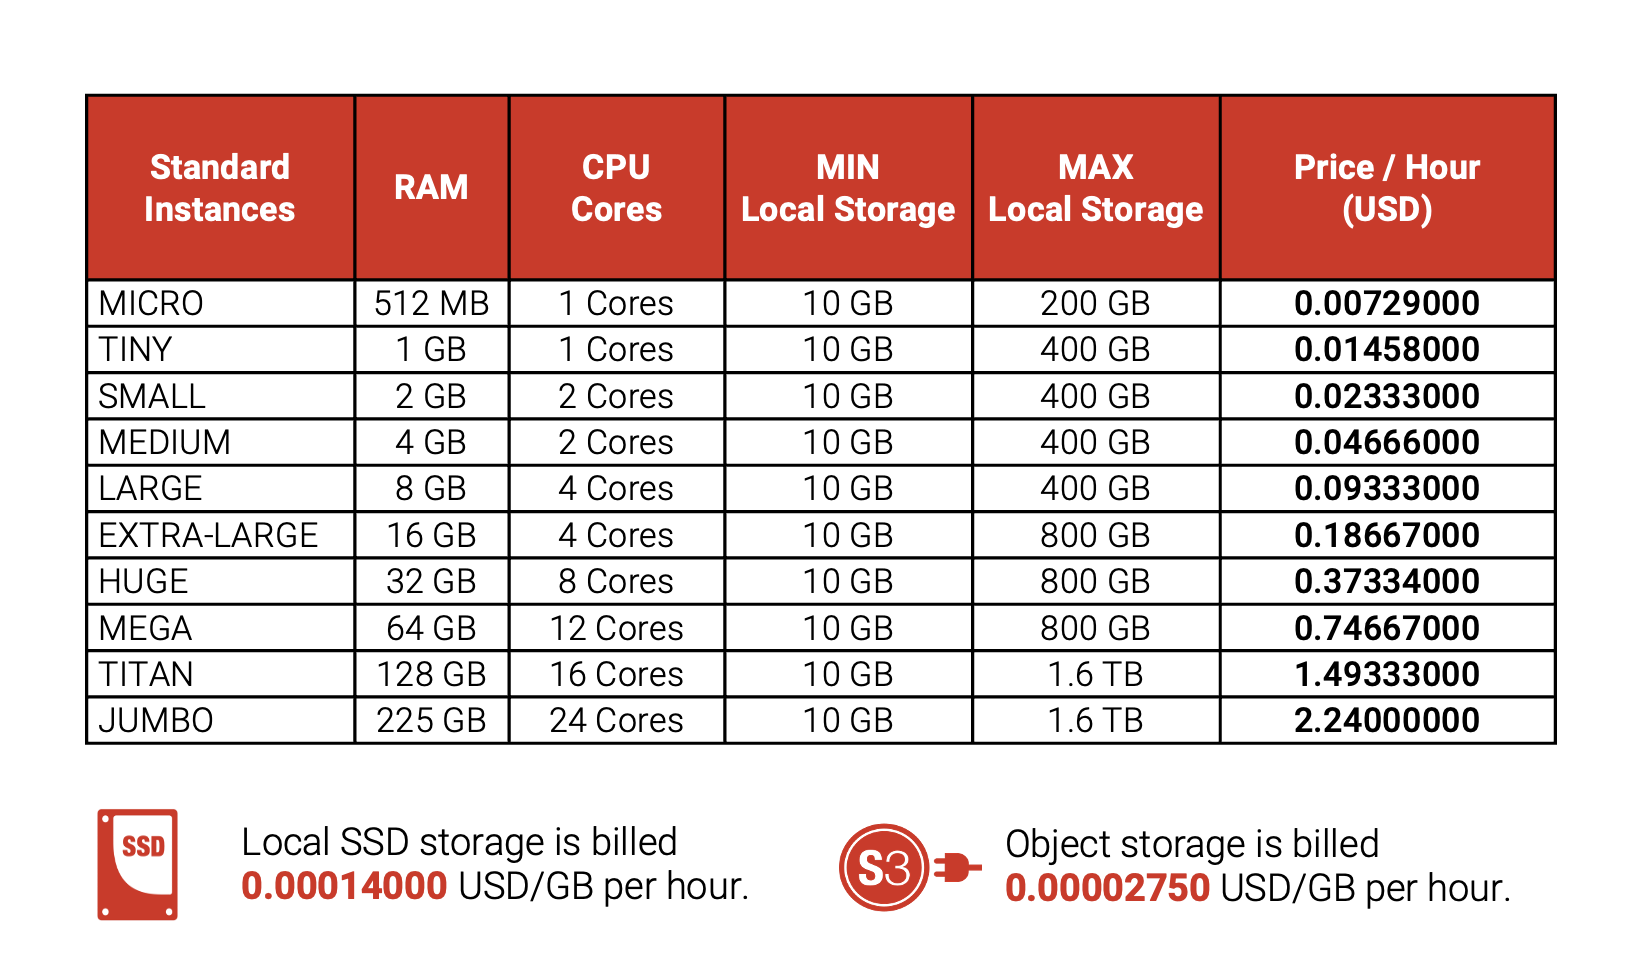 Standard Instances RAM CPU Cores MIN Local Storage MAX Local Storage Price / Hour (USD)
MICRO 512 MB 1 Cores 10 GB 200 GB 0.00729000
TINY 1 GB 1 Cores 10 GB 400 GB 0.01458000
SMALL 2 GB 2 Cores 10 GB 400 GB 0.02333000
MEDIUM 4 GB 2 Cores 10 GB 400 GB 0.04666000
LARGE 8 GB 4 Cores 10 GB 400 GB 0.09333000
EXTRA-LARGE 16 GB 4 Cores 10 GB 800 GB 0.18667000
HUGE 32 GB 8 Cores 10 GB 800 GB 0.37334000
MEGA 64 GB 12 Cores 10 GB 800 GB 0.74667000
TITAN 128 GB 16 Cores 10 GB 1.6 TB 1.49333000
JUMBO 225 GB 24 Cores 10 GB 1.6 TB 2.24000000
SSD
Local SSD storage is billed
0.00014000 USD/GB per hour.
S3
Object storage is billed
0.00002750 USD/GB per hour.